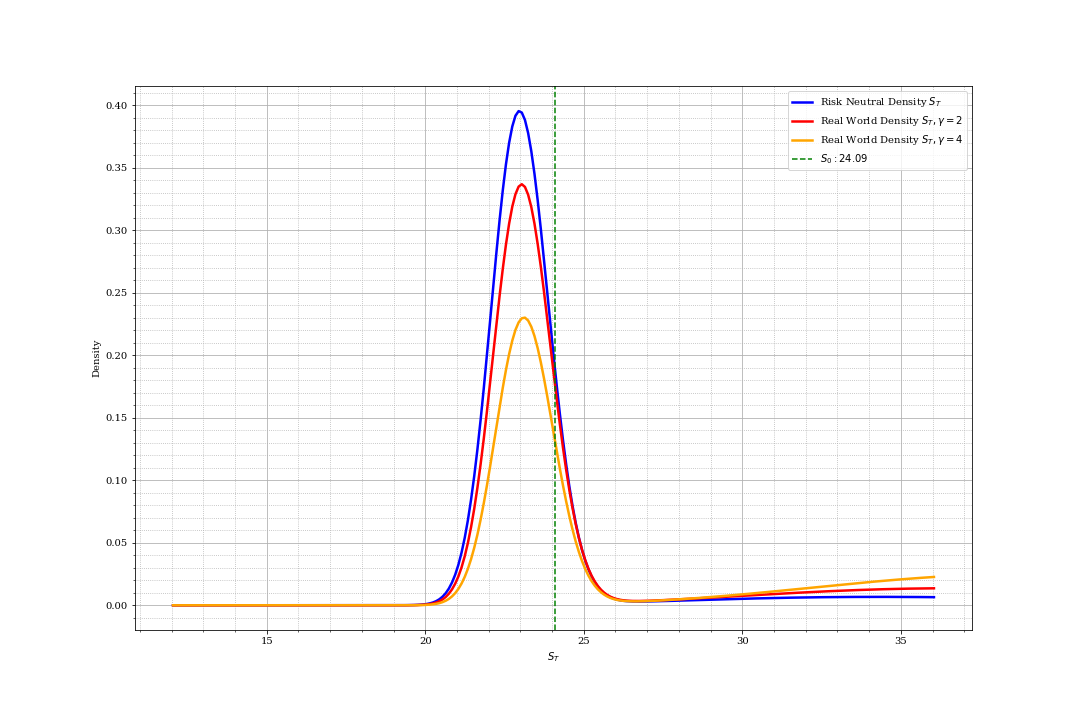 Risk Neutral Density S_T
Real World Density S_T, γ = 2
Real World Density S_T, γ = 4
S_0 : 24.09
Density
0.40
0.35
0.30
0.25
0.20
0.15
0.10
0.05
0.00
15 20 25 30 35
S_T